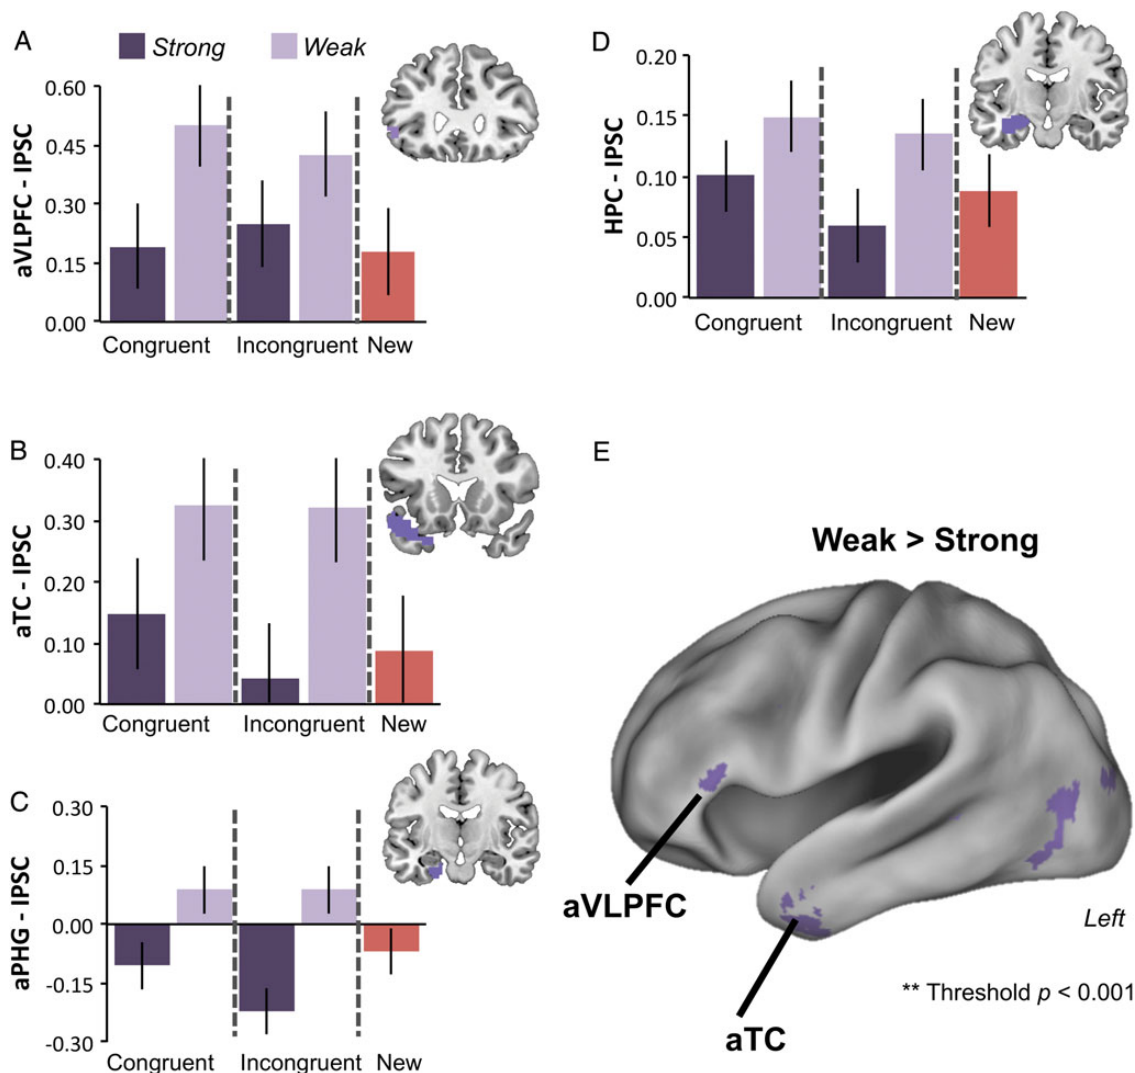 A
Strong
Weak
aVLPFC - IPSC
0.60
0.45
0.30
0.15
0.00
Congruent
Incongruent
New
B
aTC - IPSC
0.40
0.30
0.20
0.10
0.00
Congruent
Incongruent
New
C
aPHG - IPSC
0.30
0.15
0.00
-0.15
-0.30
Congruent
Incongruent
New
D
HPC - IPSC
0.20
0.15
0.10
0.05
0.00
Congruent
Incongruent
New
E
Weak > Strong
aVLPFC
aTC
Left
** Threshold p < 0.001